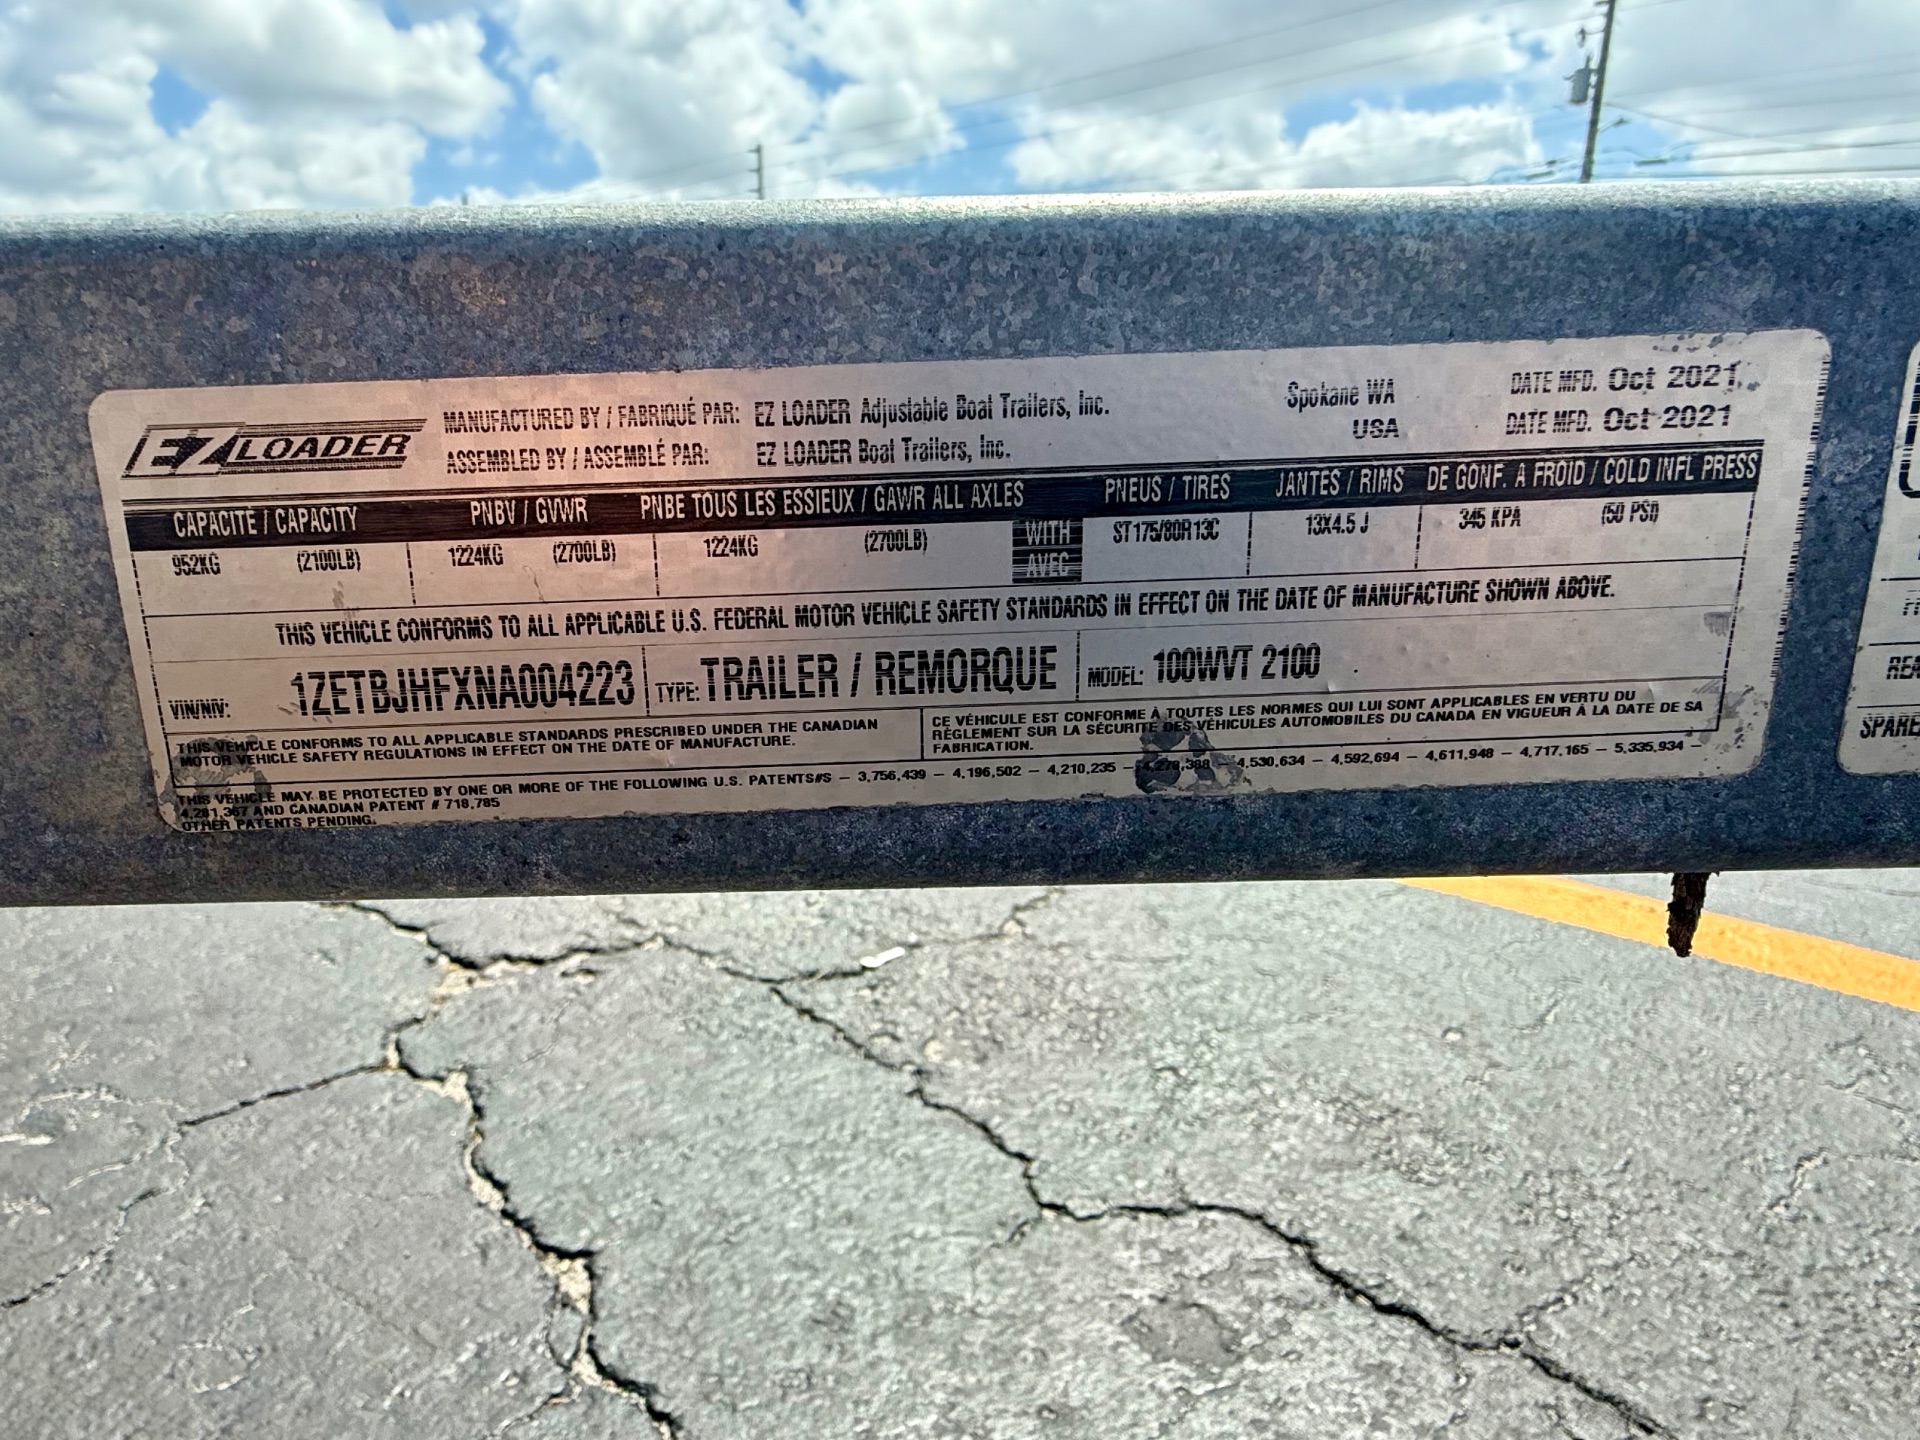 EZ LOADER
MANUFACTURED BY / FABRIQUÉ PAR: EZ LOADER Adjustable Boat Trailers, Inc. Spokane WA DATE MFD. Oct 2021
ASSEMBLED BY / ASSEMBLÉ PAR: EZ LOADER Boat Trailers, Inc. USA DATE MFD. Oct 2021
CAPACITÉ / CAPACITY PNBV / GVWR PNBE TOUS LES ESSIEUX / GAWR ALL AXLES PNEUS / TIRES JANTES / RIMS DE GONF. A FROID / COLD INFL PRESS
952KG (2100LB) 1224KG (2700LB) 1224KG (2700LB) WITH ST175/80R13C 13X4.5 J 345 KPA (50 PSI)
AVEC
THIS VEHICLE CONFORMS TO ALL APPLICABLE U.S. FEDERAL MOTOR VEHICLE SAFETY STANDARDS IN EFFECT ON THE DATE OF MANUFACTURE SHOWN ABOVE.
VIN/NIV: 1ZETBJHFXNA004223 TYPE: TRAILER / REMORQUE MODEL: 100WVT 2100
THIS VEHICLE CONFORMS TO ALL APPLICABLE STANDARDS PRESCRIBED UNDER THE CANADIAN
MOTOR VEHICLE SAFETY REGULATIONS IN EFFECT ON THE DATE OF MANUFACTURE.
CE VÉHICULE EST CONFORME À TOUTES LES NORMES QUI LUI SONT APPLICABLES EN VERTU DU
RÈGLEMENT SUR LA SÉCURITÉ DES VÉHICULES AUTOMOBILES DU CANADA EN VIGUEUR À LA DATE DE SA
FABRICATION.
THIS VEHICLE MAY BE PROTECTED BY ONE OR MORE OF THE FOLLOWING U.S. PATENTS#S – 3,756,439 – 4,196,502 – 4,210,235 – 4,278,388 – 4,530,634 – 4,592,694 – 4,611,948 – 4,717,165 – 5,335,934 –
4,281,367 AND CANADIAN PATENT # 718,785
OTHER PATENTS PENDING.
REA
SPARE